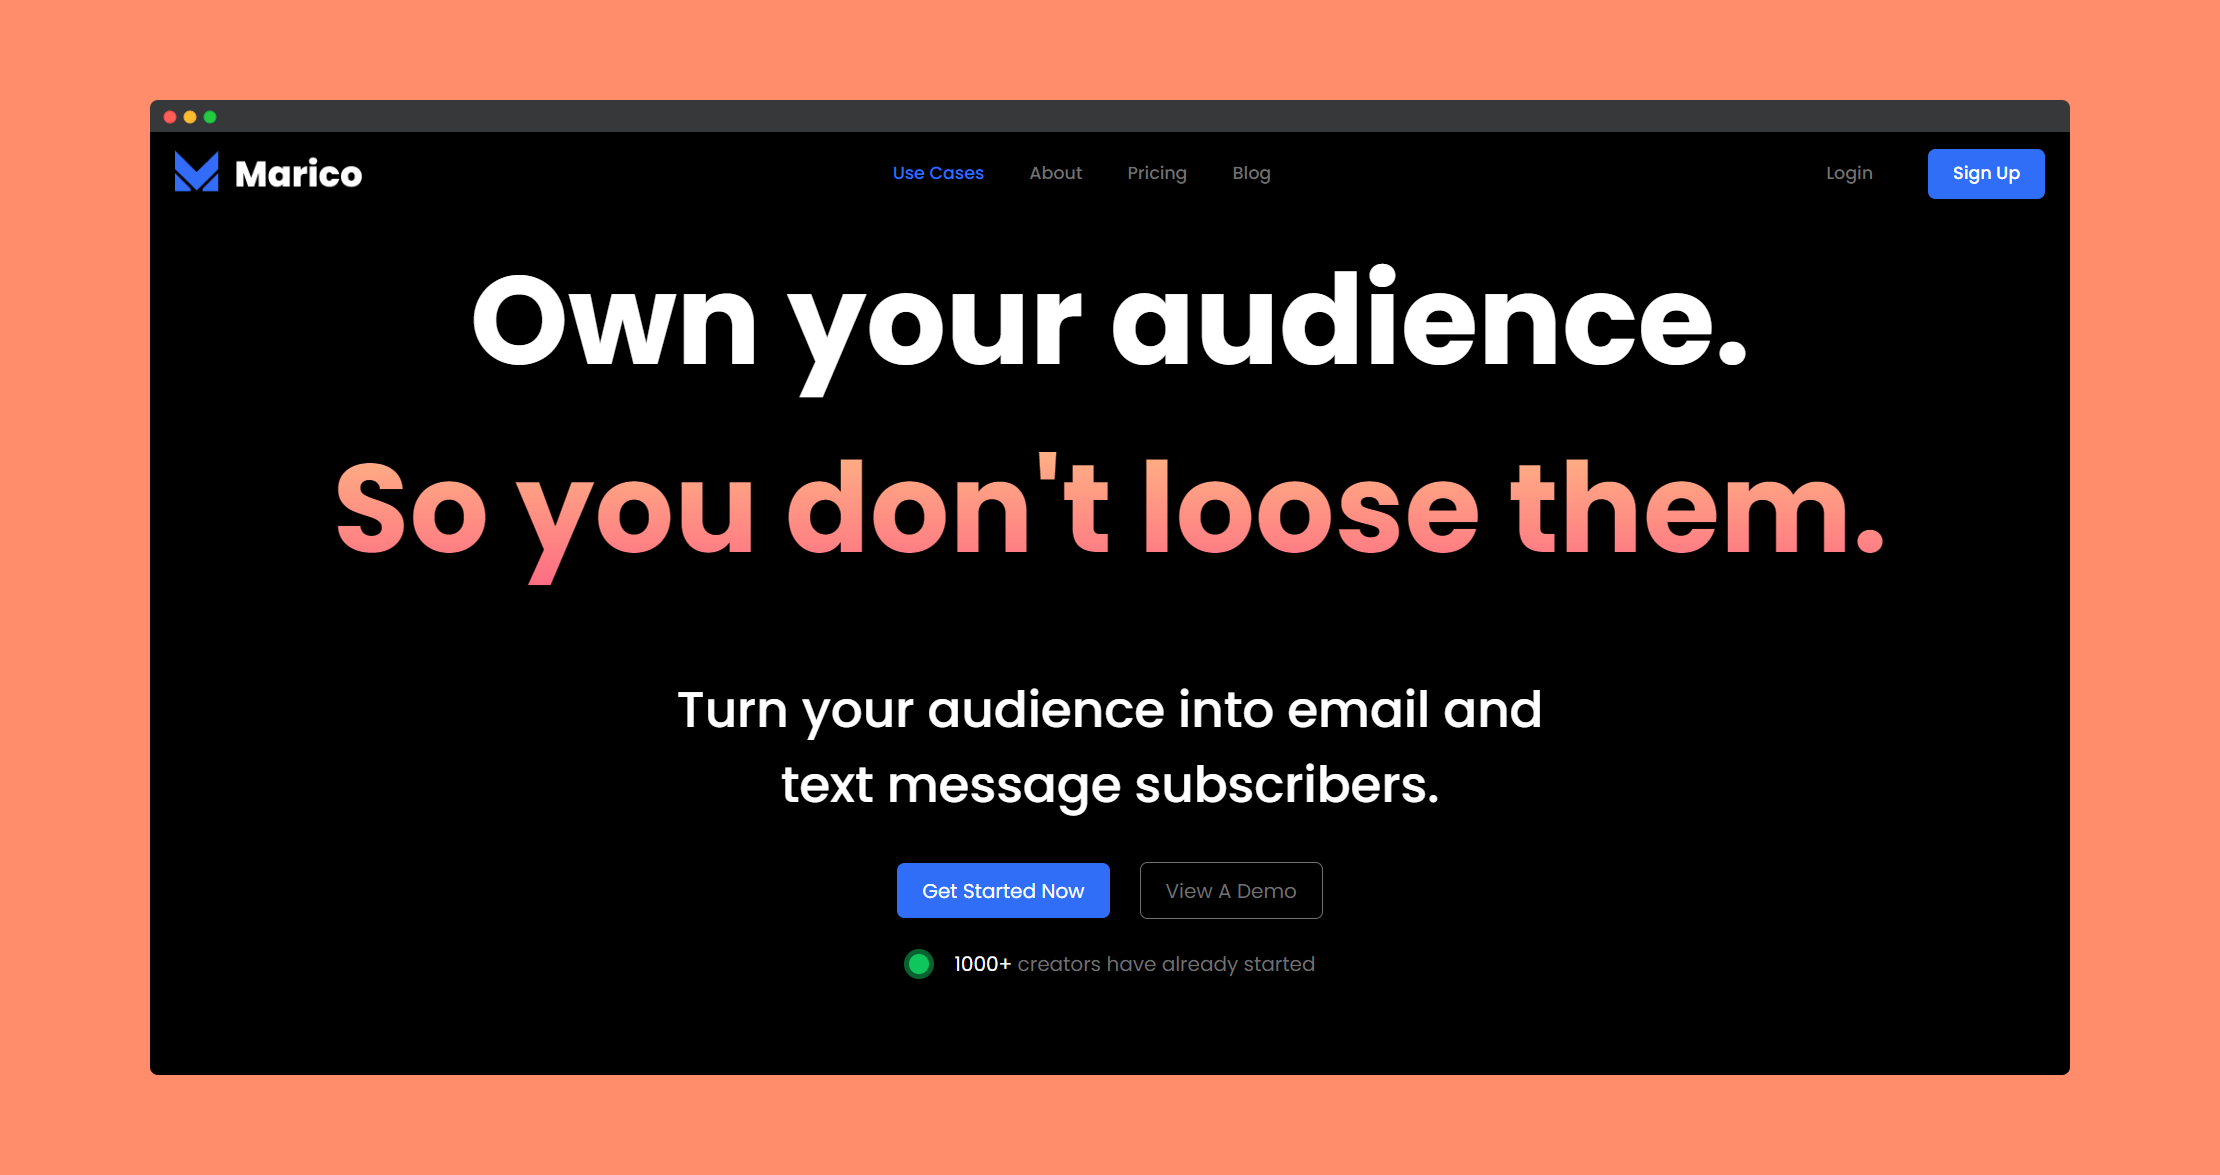 Marico
Use Cases
About
Pricing
Blog
Login
Sign Up
Own your audience.
So you don't loose them.
Turn your audience into email and
text message subscribers.
Get Started Now
View A Demo
1000+ creators have already started